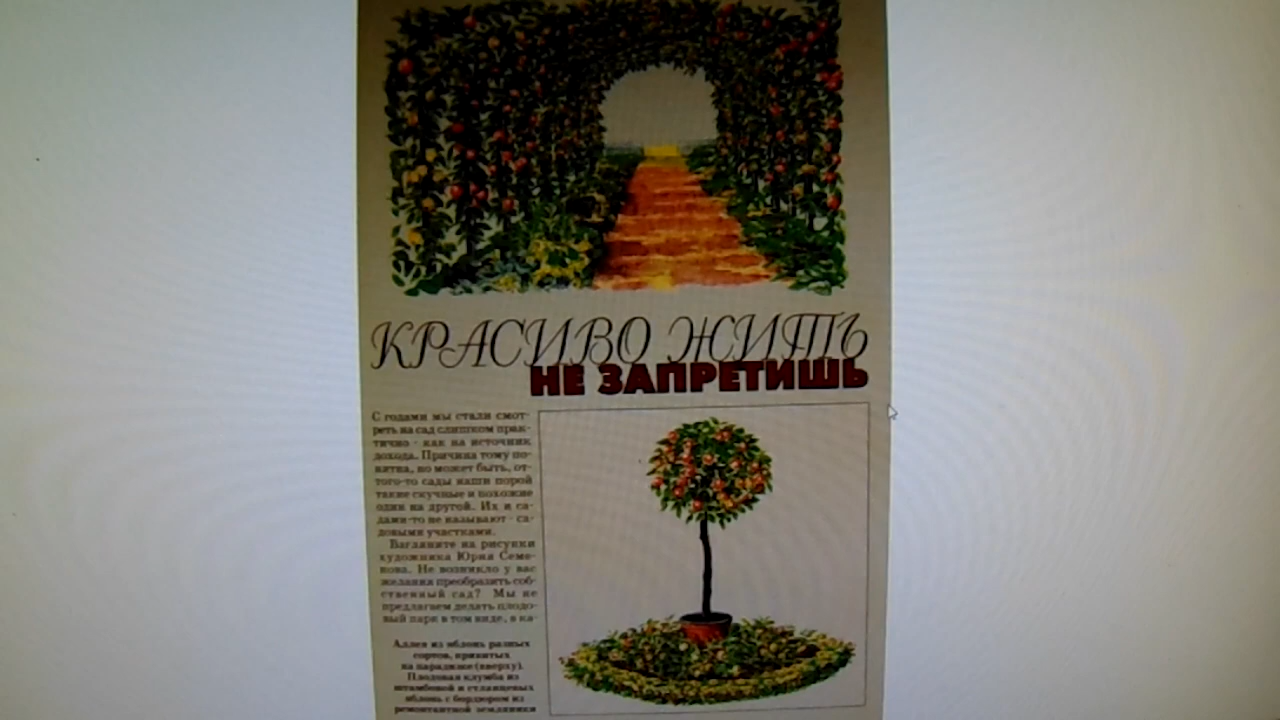 КРАСИВО ЖИТЬ
НЕ ЗАПРЕТИШЬ
С годами мы стали смот-
реть на сад слишком прак-
тично - как на источник
дохода. Причина тому по-
нятна, но может быть, от-
того-то сады наши порой
такие скучные и похожие
один на другой. Их и са-
дами-то не называют - са-
довыми участками.
Взгляните на рисунки
художника Юрия Семе-
нова. Не возникло у вас
желания преобразить соб-
ственный сад? Мы не
предлагаем делать плодо-
вый парк в том виде, в ка-
Аллея из яблонь разных
сортов, привитых
на парадизке (вверху).
Плодовая клумба из
штамбовой и стланцевых
яблонь с бордюром из
ремонтантной земляники